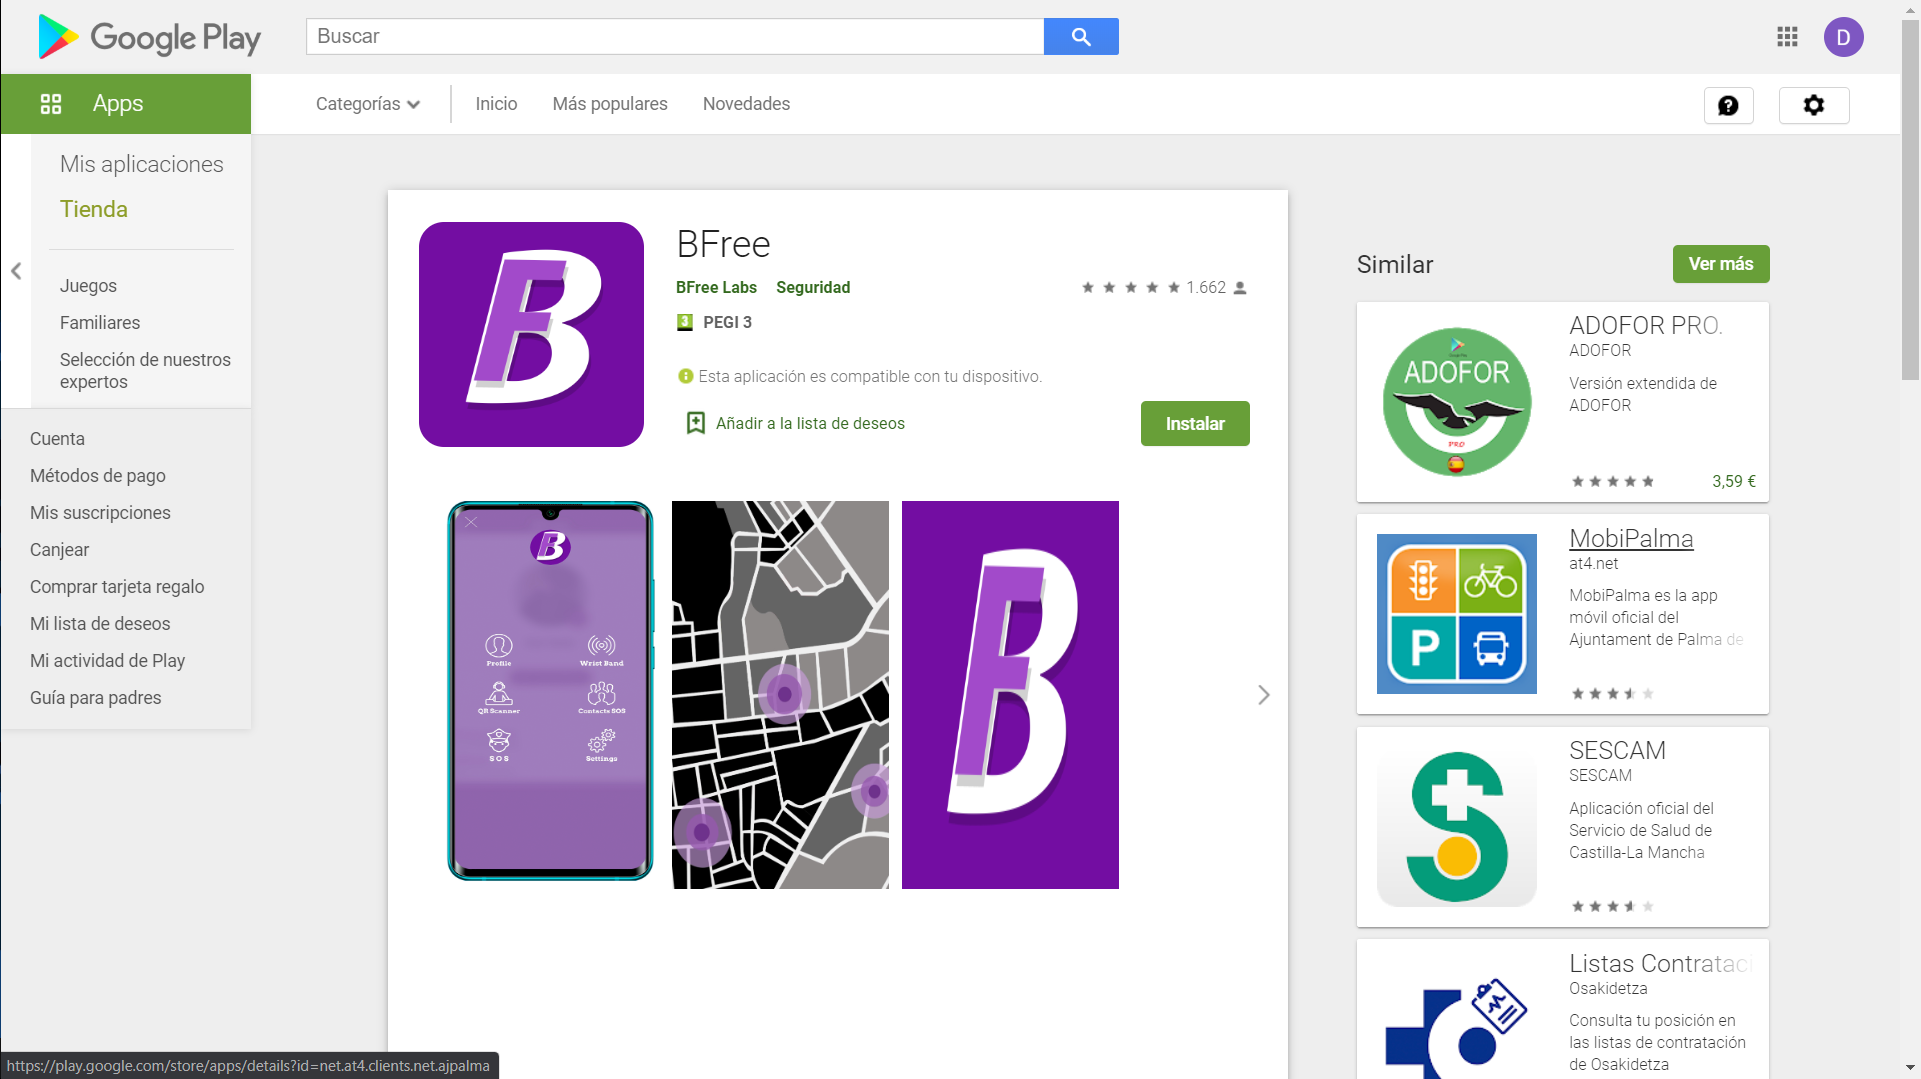 Google Play
Buscar
D
Apps
Categorías
Inicio
Más populares
Novedades
Mis aplicaciones
Tienda
Juegos
Familiares
Selección de nuestros
expertos
Cuenta
Métodos de pago
Mis suscripciones
Canjear
Comprar tarjeta regalo
Mi lista de deseos
Mi actividad de Play
Guía para padres
BFree
BFree Labs Seguridad
1.662
3 PEGI 3
Esta aplicación es compatible con tu dispositivo.
Añadir a la lista de deseos
Instalar
Profile
Wrist Band
QR Scanner
Contacts SOS
SOS
Settings
Similar
Ver más
ADOFOR
PRO
ADOFOR PRO.
ADOFOR
Versión extendida de
ADOFOR
3,59 €
P
MobiPalma
at4.net
MobiPalma es la app
móvil oficial del
Ajuntament de Palma de
SESCAM
SESCAM
Aplicación oficial del
Servicio de Salud de
Castilla-La Mancha
Listas Contrataci
Osakidetza
Consulta tu posición en
las listas de contratación
de Osakidetza
https://play.google.com/store/apps/details?id=net.at4.clients.net.ajpalma